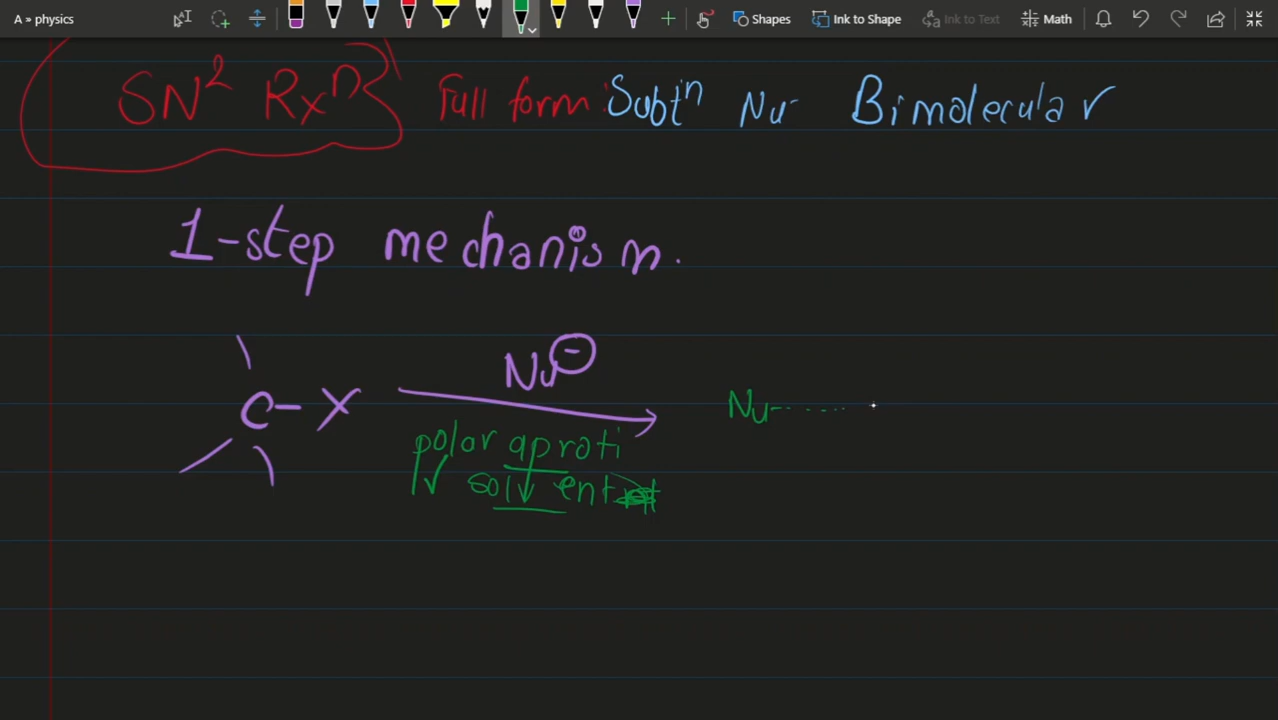 A » physics
Shapes
Ink to Shape
Ink to Text
Math
SN² Rxⁿ Full form : Subtⁿ Nu⁻ Bimolecular
1-step mechanism.
C-X Nu⊖
polar aproti
solvent
Nu-------